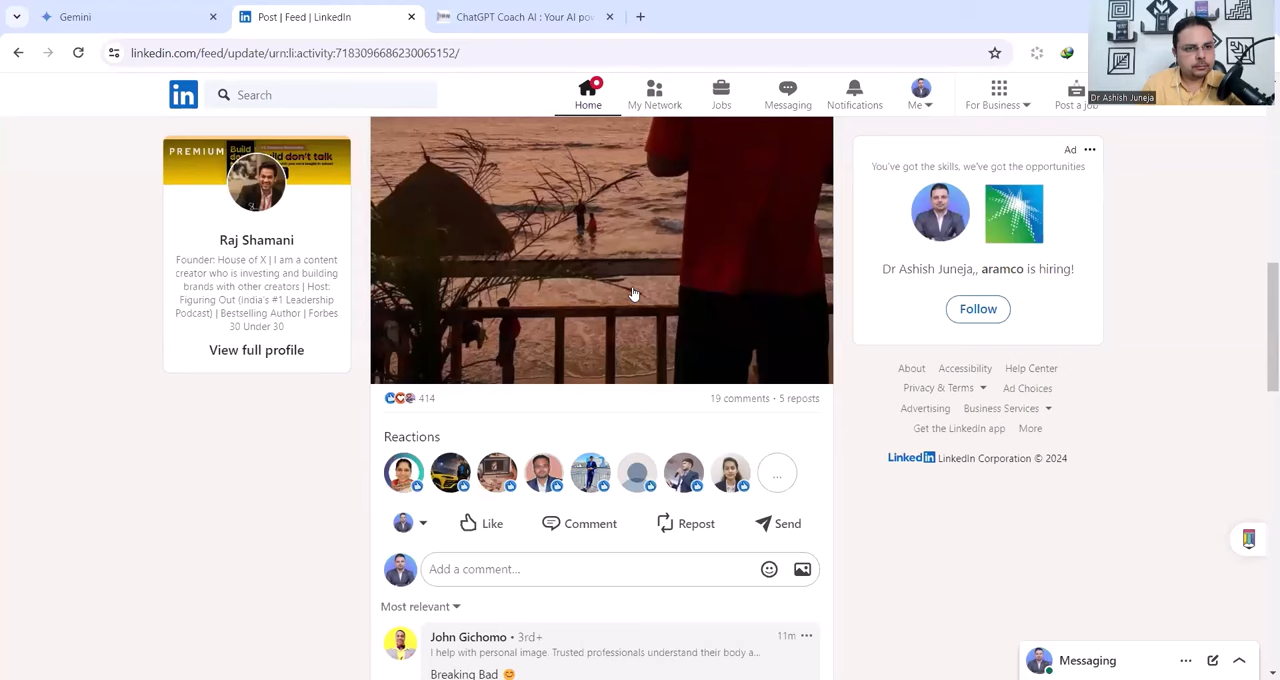 Gemini
Post | Feed | LinkedIn
ChatGPT Coach AI : Your AI pov
linkedin.com/feed/update/urn:li:activity:7183096686230065152/
Dr Ashish Juneja
in
Search
Home
My Network
Jobs
Messaging
Notifications
Me
For Business
Post a job
PREMIUM
Build
don't talk
Raj Shamani
Founder: House of X | I am a content
creator who is investing and building
brands with other creators | Host:
Figuring Out (India's #1 Leadership
Podcast) | Bestselling Author | Forbes
30 Under 30
View full profile
414
19 comments • 5 reposts
Reactions
...
Like
Comment
Repost
Send
Add a comment...
Most relevant
John Gichomo • 3rd+
11m
I help with personal image. Trusted professionals understand their body a...
Breaking Bad 😊
Ad
You've got the skills, we've got the opportunities
Dr Ashish Juneja,, aramco is hiring!
Follow
About
Accessibility
Help Center
Privacy & Terms
Ad Choices
Advertising
Business Services
Get the LinkedIn app
More
LinkedIn LinkedIn Corporation © 2024
Messaging